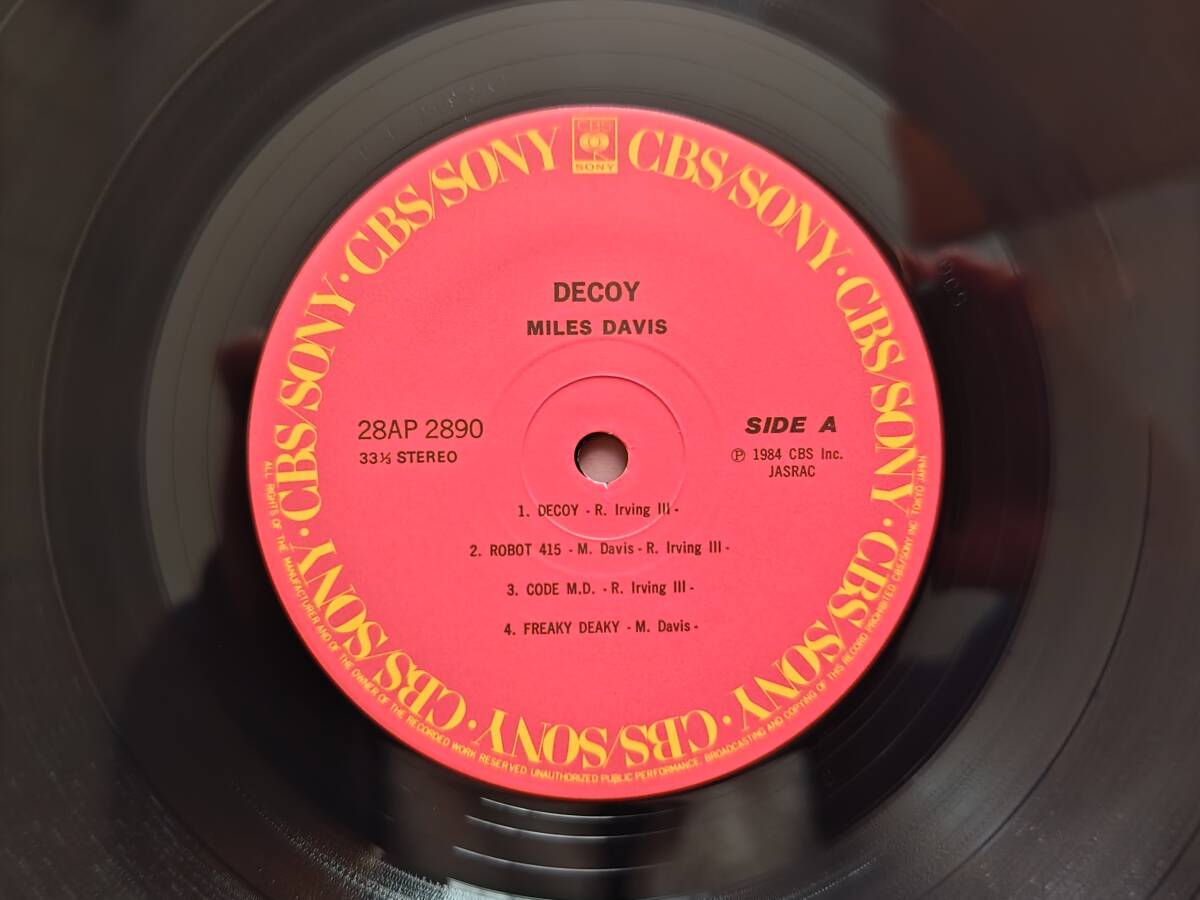 CBS
SONY
CBS/SONY · CBS/SONY · CBS/SONY · CBS/SONY · CBS/SONY · CBS/SONY · CBS/SONY · CBS/SONY · CBS/SONY
DECOY
MILES DAVIS
28AP 2890
33⅓ STEREO
SIDE A
Ⓟ 1984 CBS Inc.
JASRAC
1. DECOY - R. Irving III -
2. ROBOT 415 - M. Davis - R. Irving III -
3. CODE M.D. - R. Irving III -
4. FREAKY DEAKY - M. Davis -
ALL RIGHTS OF THE MANUFACTURER AND OF THE OWNER OF THE RECORDED WORK RESERVED. UNAUTHORIZED PUBLIC PERFORMANCE. BROADCASTING AND COPYING OF THIS RECORD PROHIBITED CBS/SONY INC. TOKYO JAPAN